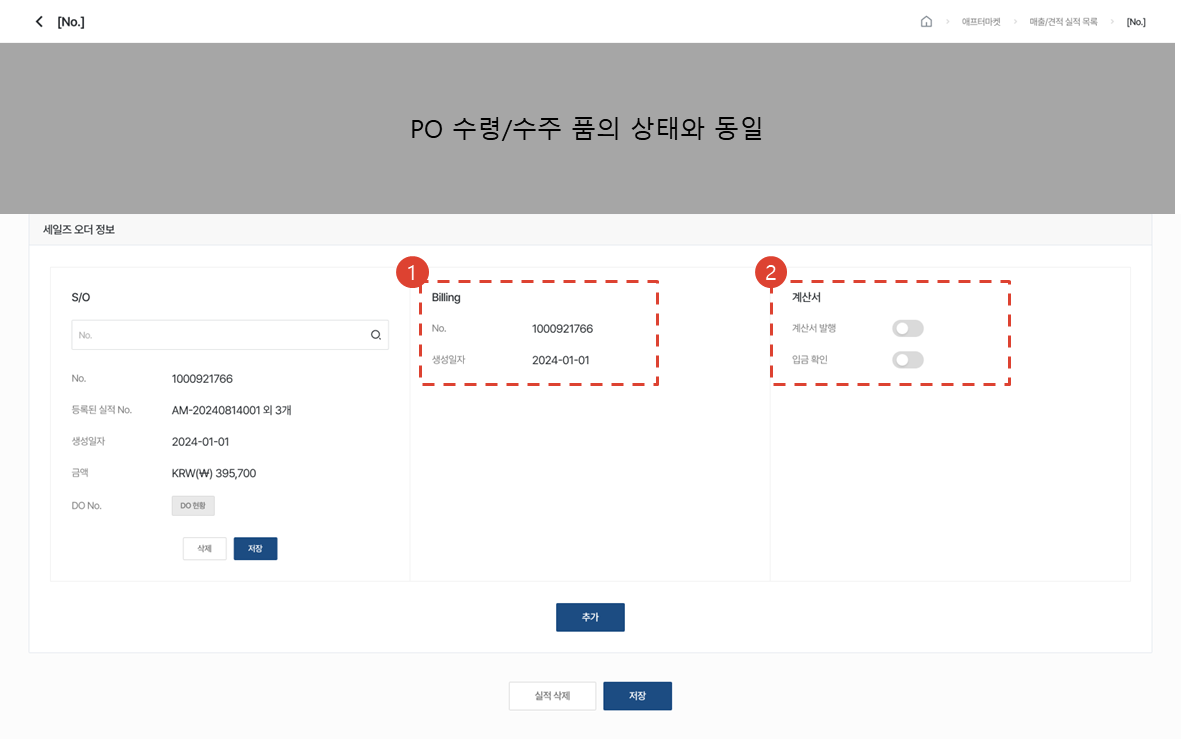 [No.]
애프터마켓
매출/견적 실적 목록
[No.]
PO 수령/수주 품의 상태와 동일
세일즈 오더 정보
S/O
No.
No. 1000921766
등록된 실적 No. AM-20240814001 외 3개
생성일자 2024-01-01
금액 KRW(₩) 395,700
DO No. DO 현황
삭제 저장
1
Billing
No. 1000921766
생성일자 2024-01-01
2
계산서
계산서 발행
입금 확인
추가
실적 삭제 저장